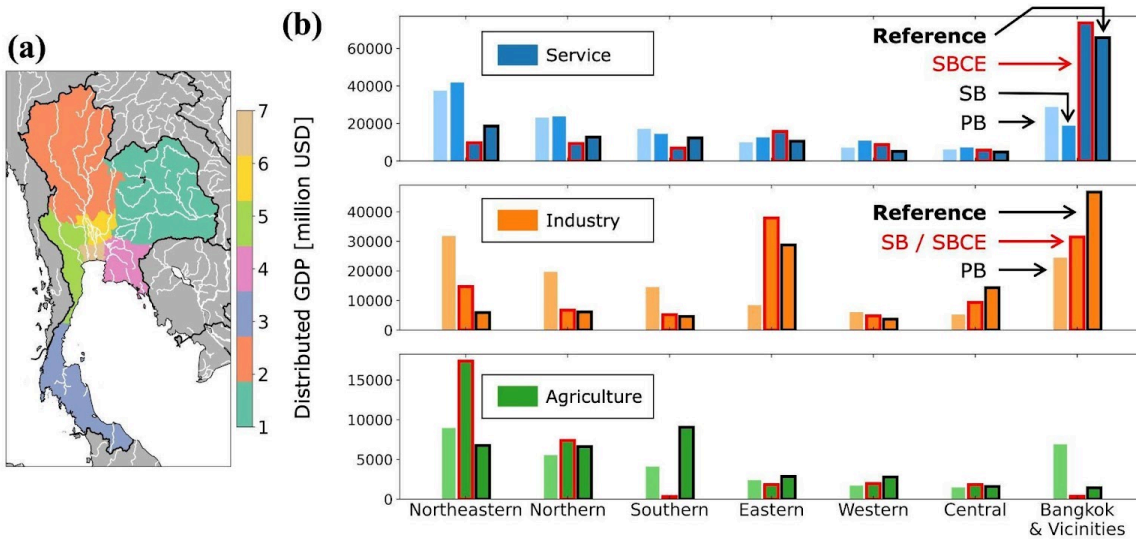 (a)
7
6
5
4
3
2
1
Distributed GDP [million USD]
(b)
60000
40000
20000
0
Service
Reference
SBCE
SB
PB
40000
30000
20000
10000
0
Industry
Reference
SB / SBCE
PB
15000
10000
5000
0
Agriculture
Northeastern Northern Southern Eastern Western Central Bangkok
& Vicinities